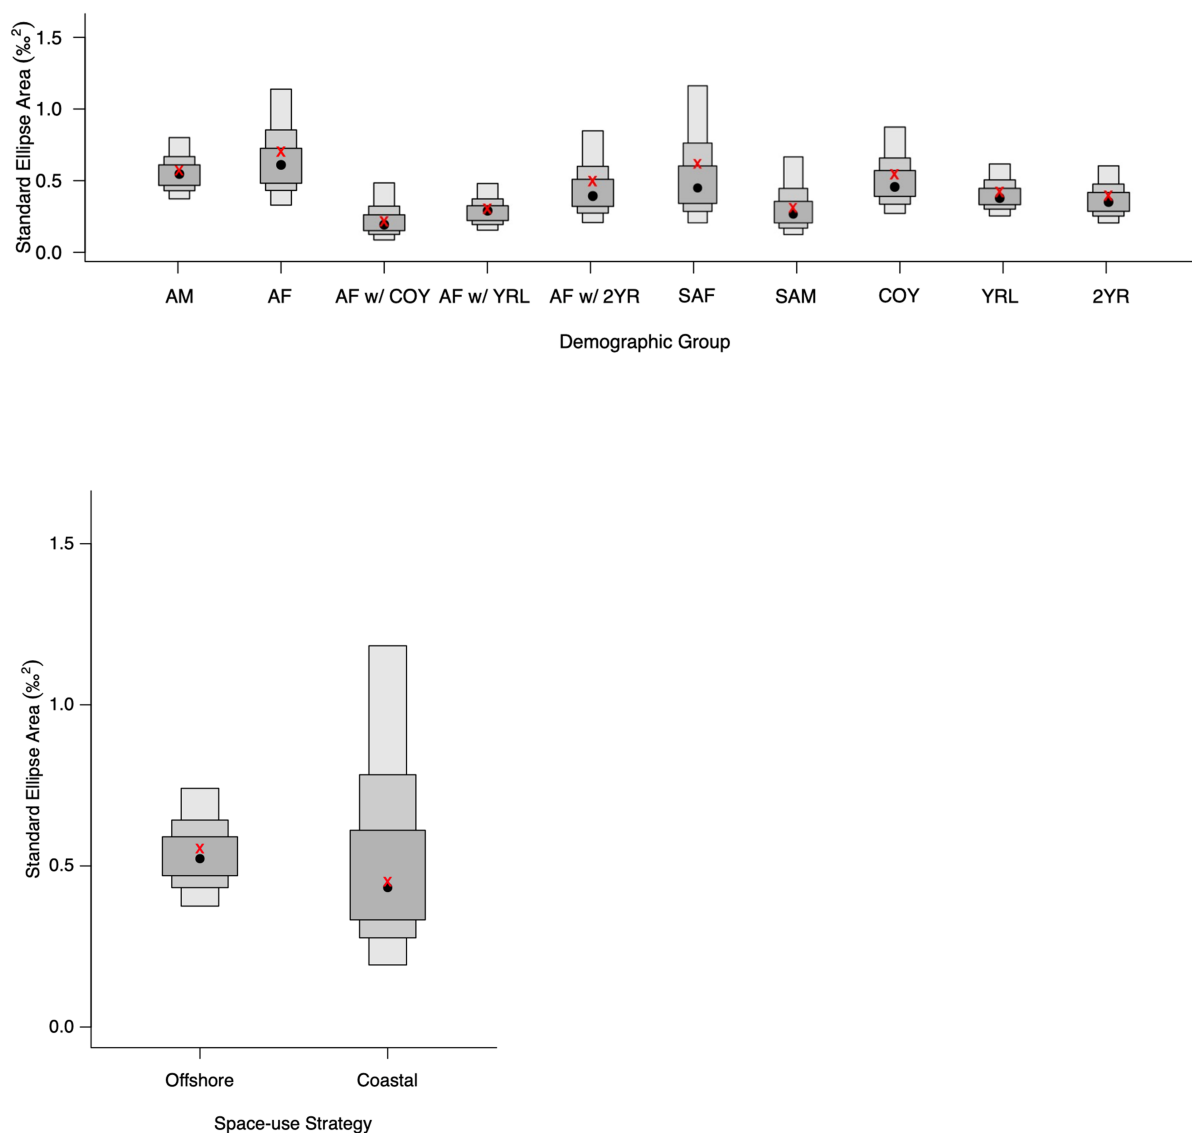 Standard Ellipse Area (‰²)
1.5
1.0
0.5
0.0
AM AF AF w/ COY AF w/ YRL AF w/ 2YR SAF SAM COY YRL 2YR
Demographic Group
Standard Ellipse Area (‰²)
1.5
1.0
0.5
0.0
Offshore Coastal
Space-use Strategy